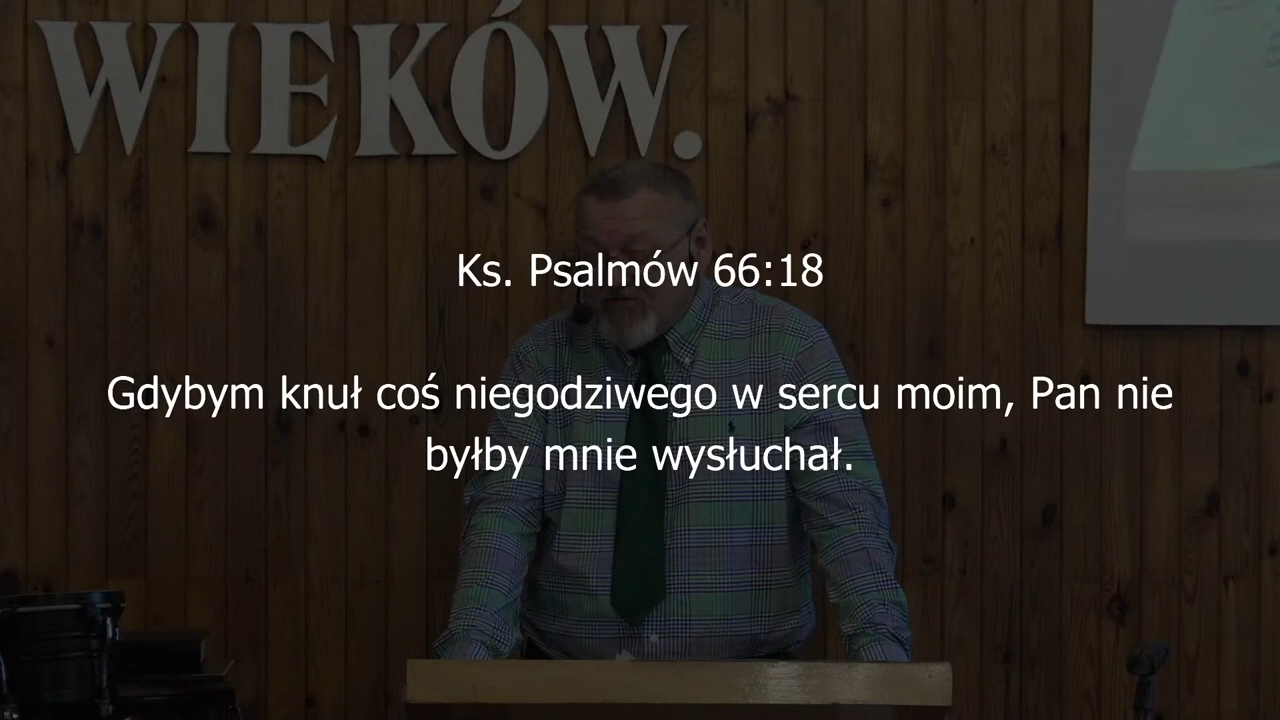 WIEKÓW.
Ks. Psalmów 66:18
Gdybym knuł coś niegodziwego w sercu moim, Pan nie
byłby mnie wysłuchał.